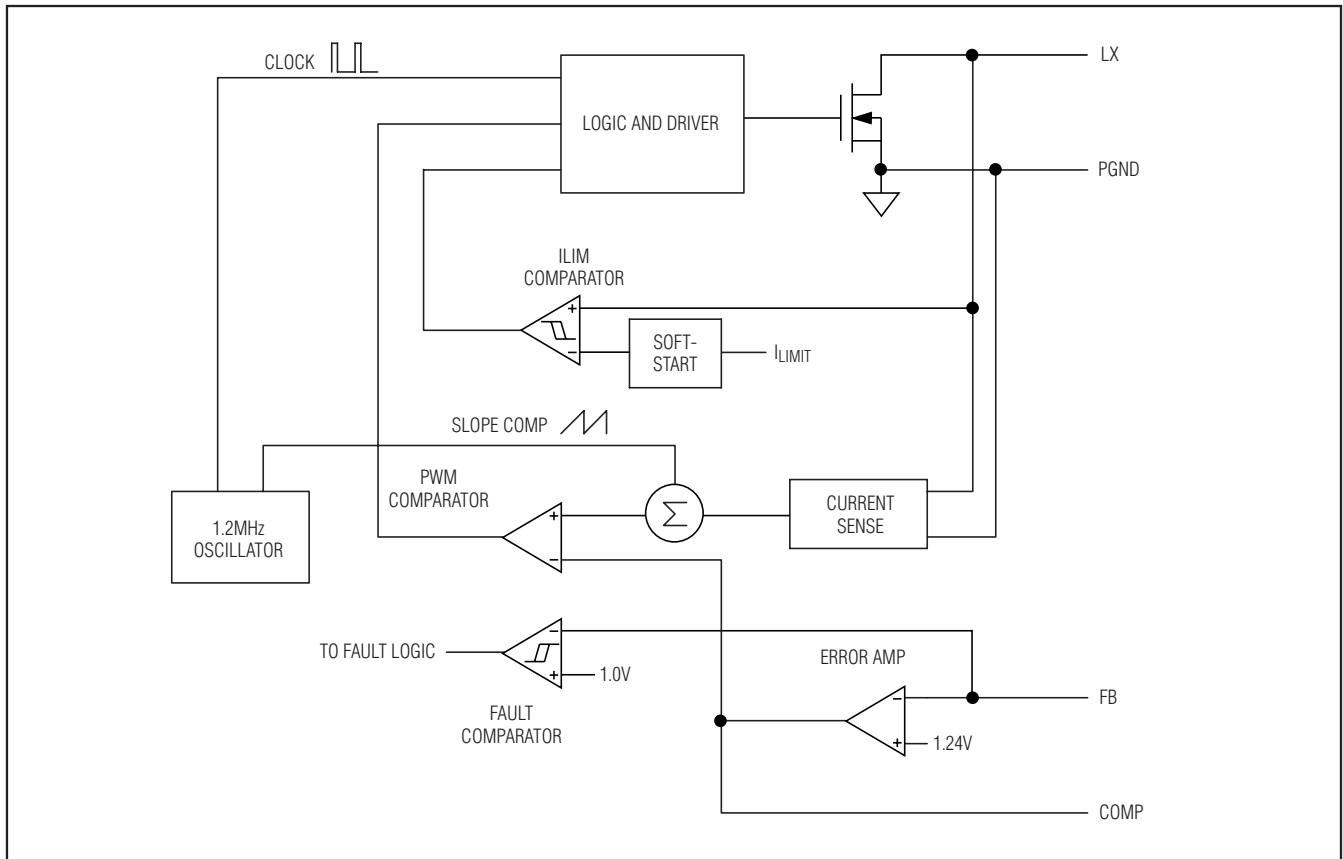 CLOCK
LOGIC AND DRIVER
LX
PGND
ILIM
COMPARATOR
+
−
SOFT-
START
ILIMIT
SLOPE COMP
PWM
COMPARATOR
1.2MHz
OSCILLATOR
+
−
Σ
CURRENT
SENSE
TO FAULT LOGIC
−
+
1.0V
FAULT
COMPARATOR
ERROR AMP
−
+
1.24V
FB
COMP